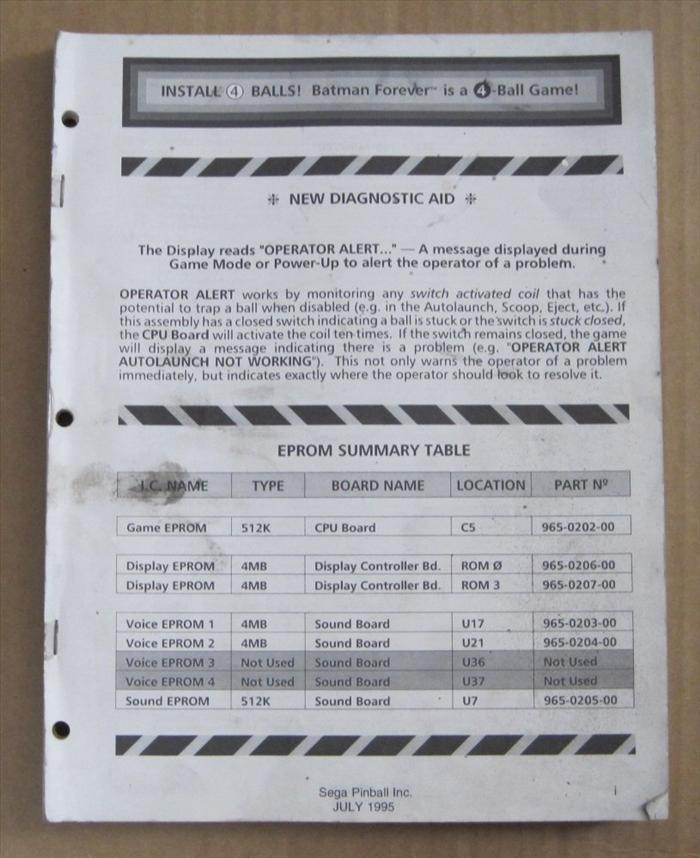 INSTALL ④ BALLS! Batman Forever™ is a ❹-Ball Game!
❉ NEW DIAGNOSTIC AID ❉
The Display reads "OPERATOR ALERT..." — A message displayed during
Game Mode or Power-Up to alert the operator of a problem.
OPERATOR ALERT works by monitoring any switch activated coil that has the
potential to trap a ball when disabled (e.g. in the Autolaunch, Scoop, Eject, etc.). If
this assembly has a closed switch indicating a ball is stuck or the switch is stuck closed,
the CPU Board will activate the coil ten times. If the switch remains closed, the game
will display a message indicating there is a problem (e.g. "OPERATOR ALERT
AUTOLAUNCH NOT WORKING"). This not only warns the operator of a problem
immediately, but indicates exactly where the operator should look to resolve it.
EPROM SUMMARY TABLE
I.C. NAME TYPE BOARD NAME LOCATION PART Nº
Game EPROM 512K CPU Board C5 965-0202-00
Display EPROM 4MB Display Controller Bd. ROM Ø 965-0206-00
Display EPROM 4MB Display Controller Bd. ROM 3 965-0207-00
Voice EPROM 1 4MB Sound Board U17 965-0203-00
Voice EPROM 2 4MB Sound Board U21 965-0204-00
Voice EPROM 3 Not Used Sound Board U36 Not Used
Voice EPROM 4 Not Used Sound Board U37 Not Used
Sound EPROM 512K Sound Board U7 965-0205-00
Sega Pinball Inc. i
JULY 1995